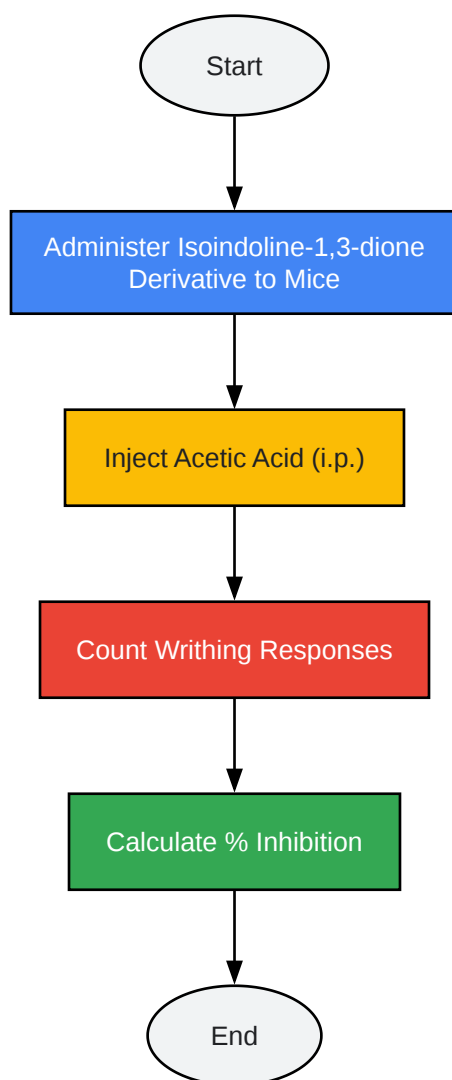 Start
Administer Isoindoline-1,3-dione
Derivative to Mice
Inject Acetic Acid (i.p.)
Count Writhing Responses
Calculate % Inhibition
End